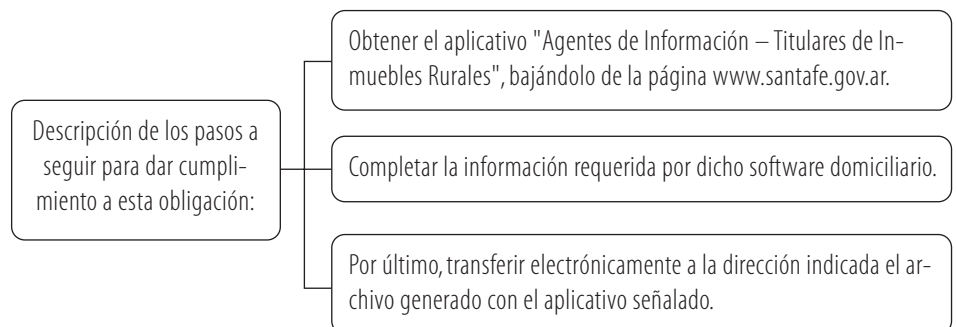 Descripción de los pasos a
seguir para dar cumpli-
miento a esta obligación:
Obtener el aplicativo "Agentes de Información – Titulares de In-
muebles Rurales", bajándolo de la página www.santafe.gov.ar.
Completar la información requerida por dicho software domiciliario.
Por último, transferir electrónicamente a la dirección indicada el ar-
chivo generado con el aplicativo señalado.